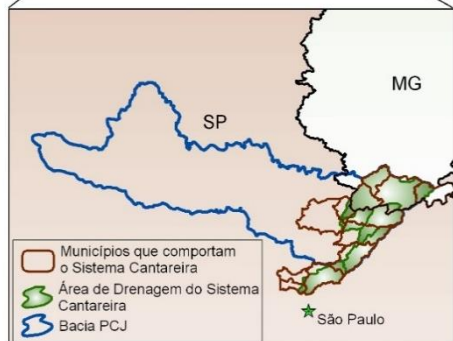 SP
MG
Municípios que comportam
o Sistema Cantareira
Área de Drenagem do Sistema
Cantareira
Bacia PCJ
São Paulo